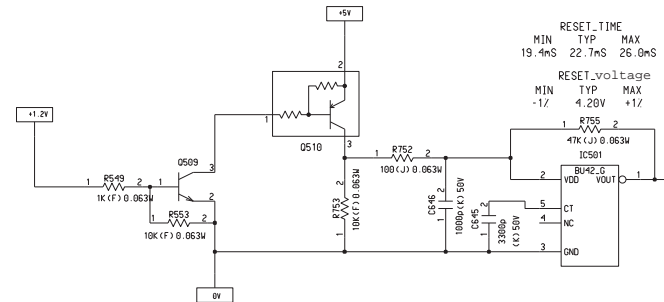 +5V
RESET_TIME
MIN TYP MAX
19.4mS 22.7mS 26.0mS
RESET_voltage
MIN TYP MAX
-1% 4.20V +1%
+1.2V
2
1
3
Q510
1 R755 2
47K(J) 0.063W
IC501
BU42_G
2 VDD VOUT 1
5 CT
4 NC
3 GND
Q509
3
2
1
1 R549 2
1K(F) 0.063W
1 R553 2
10K(F) 0.063W
1 R752 2
100(J) 0.063W
2
R753
10K(F) 0.063W
1
2
C646
1000p(K) 50V
1
2
C645
3300p
(K) 50V
1
0V